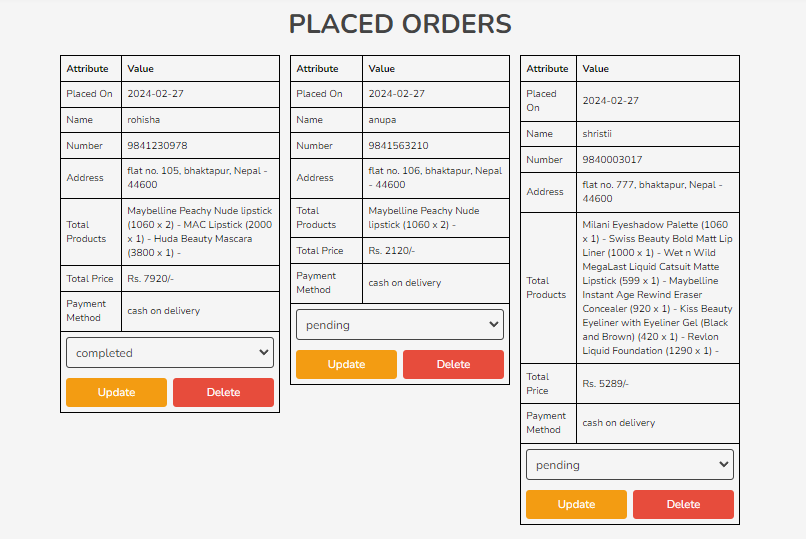 PLACED ORDERS
Attribute Value
Placed On 2024-02-27
Name rohisha
Number 9841230978
Address flat no. 105, bhaktapur, Nepal -
44600
Total
Products
Maybelline Peachy Nude lipstick
(1060 x 2) - MAC Lipstick (2000
x 1) - Huda Beauty Mascara
(3800 x 1) -
Total Price Rs. 7920/-
Payment
Method
cash on delivery
completed
Update Delete
Attribute Value
Placed On 2024-02-27
Name anupa
Number 9841563210
Address flat no. 106, bhaktapur, Nepal
- 44600
Total
Products
Maybelline Peachy Nude
lipstick (1060 x 2) -
Total Price Rs. 2120/-
Payment
Method
cash on delivery
pending
Update Delete
Attribute Value
Placed
On
2024-02-27
Name shristii
Number 9840003017
Address flat no. 777, bhaktapur, Nepal -
44600
Total
Products
Milani Eyeshadow Palette (1060
x 1) - Swiss Beauty Bold Matt Lip
Liner (1000 x 1) - Wet n Wild
MegaLast Liquid Catsuit Matte
Lipstick (599 x 1) - Maybelline
Instant Age Rewind Eraser
Concealer (920 x 1) - Kiss Beauty
Eyeliner with Eyeliner Gel (Black
and Brown) (420 x 1) - Revlon
Liquid Foundation (1290 x 1) -
Total
Price
Rs. 5289/-
Payment
Method
cash on delivery
pending
Update Delete